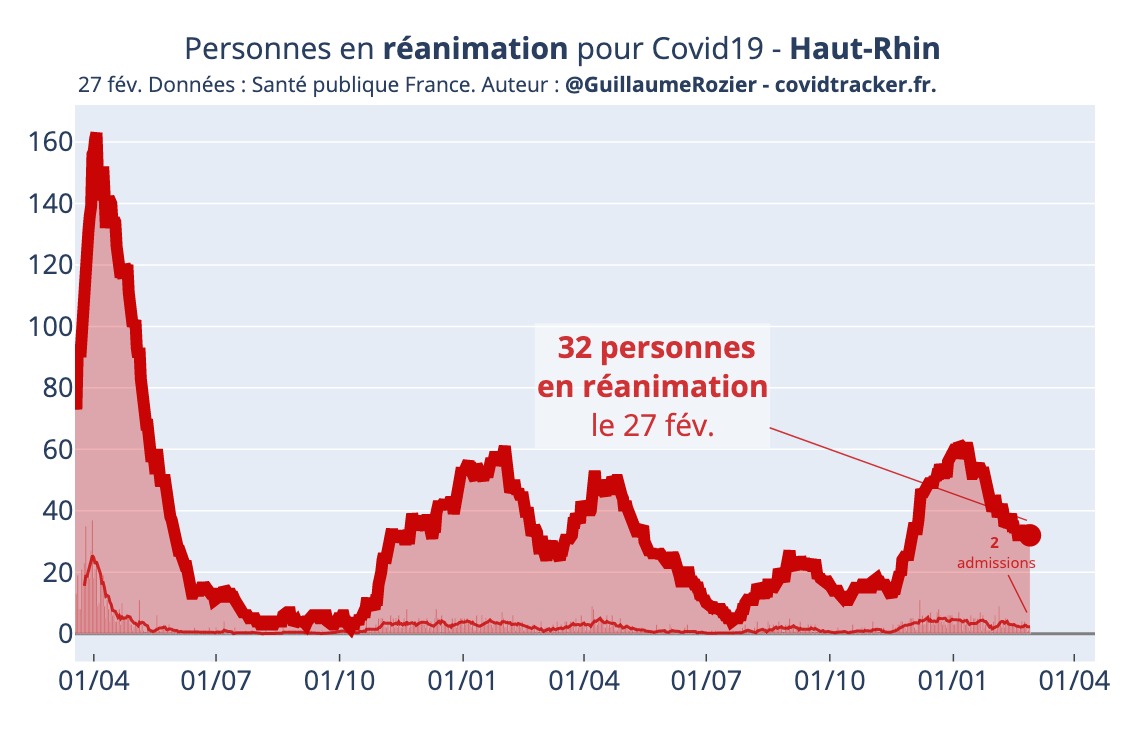 Personnes en réanimation pour Covid19 - Haut-Rhin
27 fév. Données : Santé publique France. Auteur : @GuillaumeRozier - covidtracker.fr.
160
140
120
100
80
60
40
20
0
32 personnes
en réanimation
le 27 fév.
2
admissions
01/04 01/07 01/10 01/01 01/04 01/07 01/10 01/01 01/04